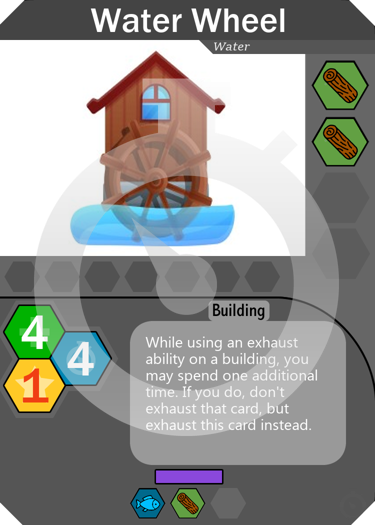 Water Wheel
Water
4
4
1
Building
While using an exhaust
ability on a building, you
may spend one additional
time. If you do, don't
exhaust that card, but
exhaust this card instead.